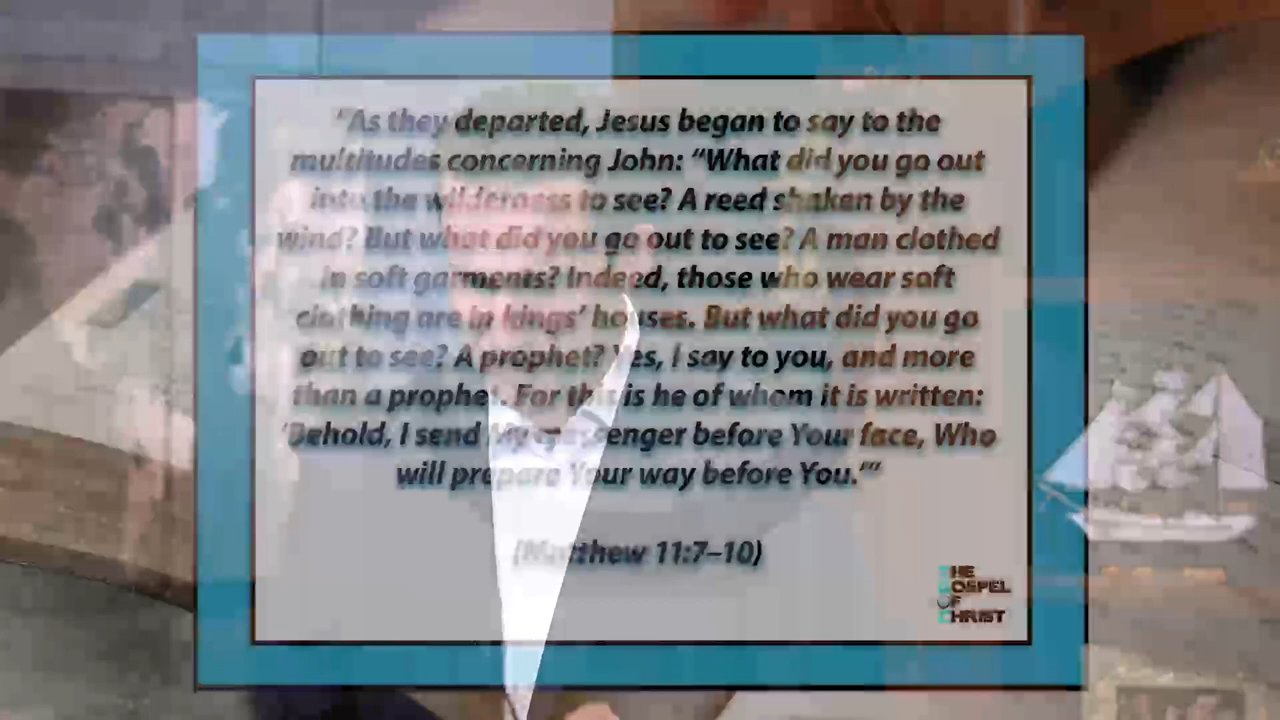 "As they departed, Jesus began to say to the
multitudes concerning John: "What did you go out
into the wilderness to see? A reed shaken by the
wind? But what did you go out to see? A man clothed
in soft garments? Indeed, those who wear soft
clothing are in kings' houses. But what did you go
out to see? A prophet? Yes, I say to you, and more
than a prophet. For this is he of whom it is written:
'Behold, I send My messenger before Your face, Who
will prepare Your way before You.'"
(Matthew 11:7–10)
THE
GOSPEL
OF
CHRIST